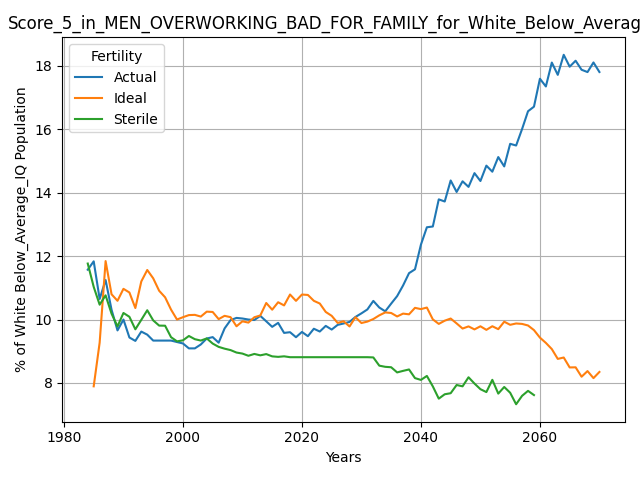 Score_5_in_MEN_OVERWORKING_BAD_FOR_FAMILY_for_White_Below_Averag
Fertility
Actual
Ideal
Sterile
18
16
14
12
10
8
% of White Below_Average_IQ Population
1980
2000
2020
2040
2060
Years